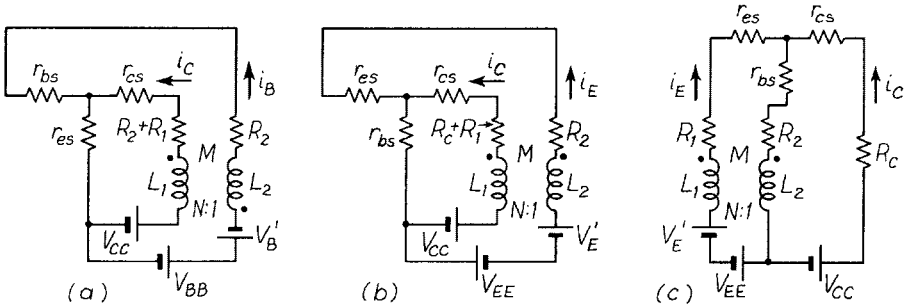 r_bs
r_cs
i_C
i_B
r_es
R_2+R_1
R_2
M
L_1
L_2
N:1
V_CC
V_B'
V_BB
(a)
r_es
r_cs
i_C
i_E
r_bs
R_c+R_1
R_2
M
L_1
L_2
N:1
V_CC
V_E'
V_EE
(b)
r_es
r_cs
r_bs
i_E
i_C
R_1
R_2
R_c
M
L_1
L_2
N:1
V_E'
V_EE
V_CC
(c)